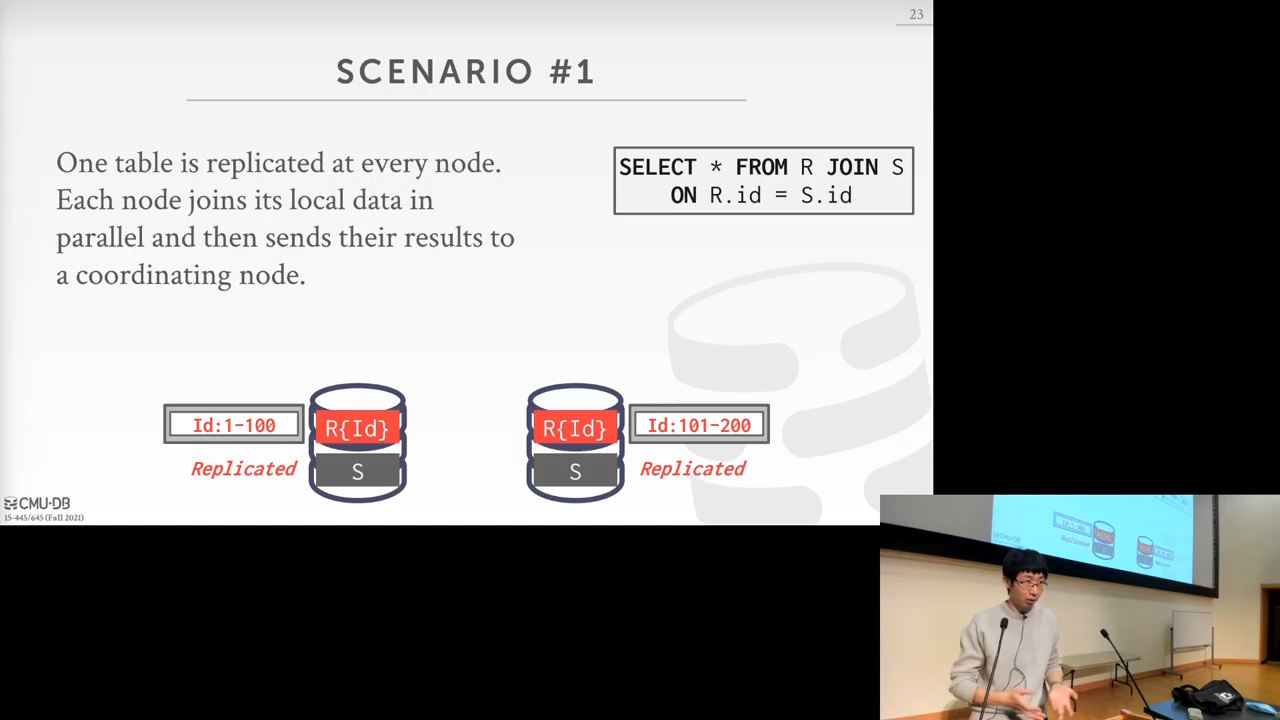 23
SCENARIO #1
One table is replicated at every node.
Each node joins its local data in
parallel and then sends their results to
a coordinating node.
SELECT * FROM R JOIN S
ON R.id = S.id
Id:1-100
R{Id}
Replicated
S
R{Id}
Id:101-200
S
Replicated
CMU·DB
15-445/645 (Fall 2021)
Replicated